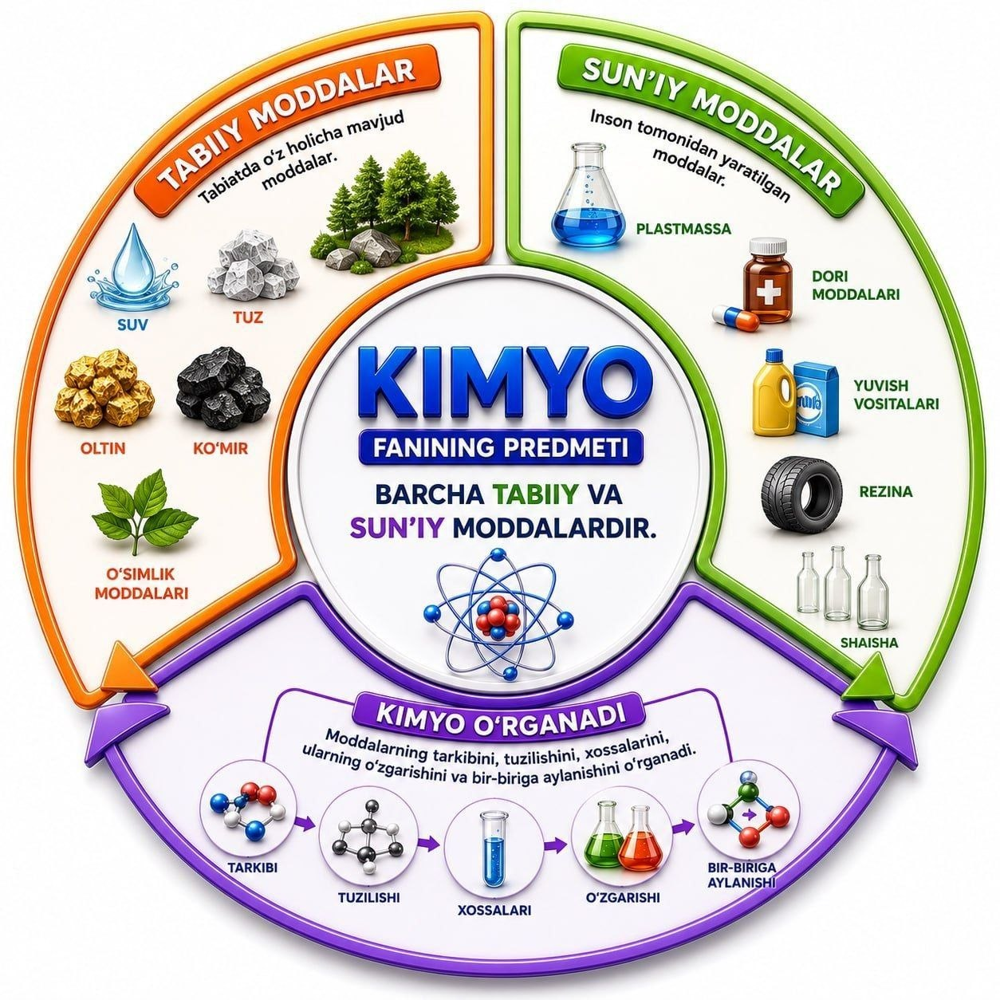 TABIIY MODDALAR
Tabiatda o‘z holicha mavjud
moddalar.
SUV
TUZ
OLTIN
KO‘MIR
O‘SIMLIK
MODDALARI
SUN’IY MODDALAR
Inson tomonidan yaratilgan
moddalar.
PLASTMASSA
DORI
MODDALARI
YUVISH
VOSITALARI
REZINA
SHAISHA
KIMYO
FANINING PREDMETI
BARCHA TABIIY VA
SUN’IY MODDALARDIR.
KIMYO O‘RGANADI
Moddalarning tarkibini, tuzilishini, xossalarini,
ularning o‘zgarishini va bir-biriga aylanishini o‘rganadi.
TARKIBI
TUZILISHI
XOSSALARI
O‘ZGARISHI
BIR-BIRIGA
AYLANISHI